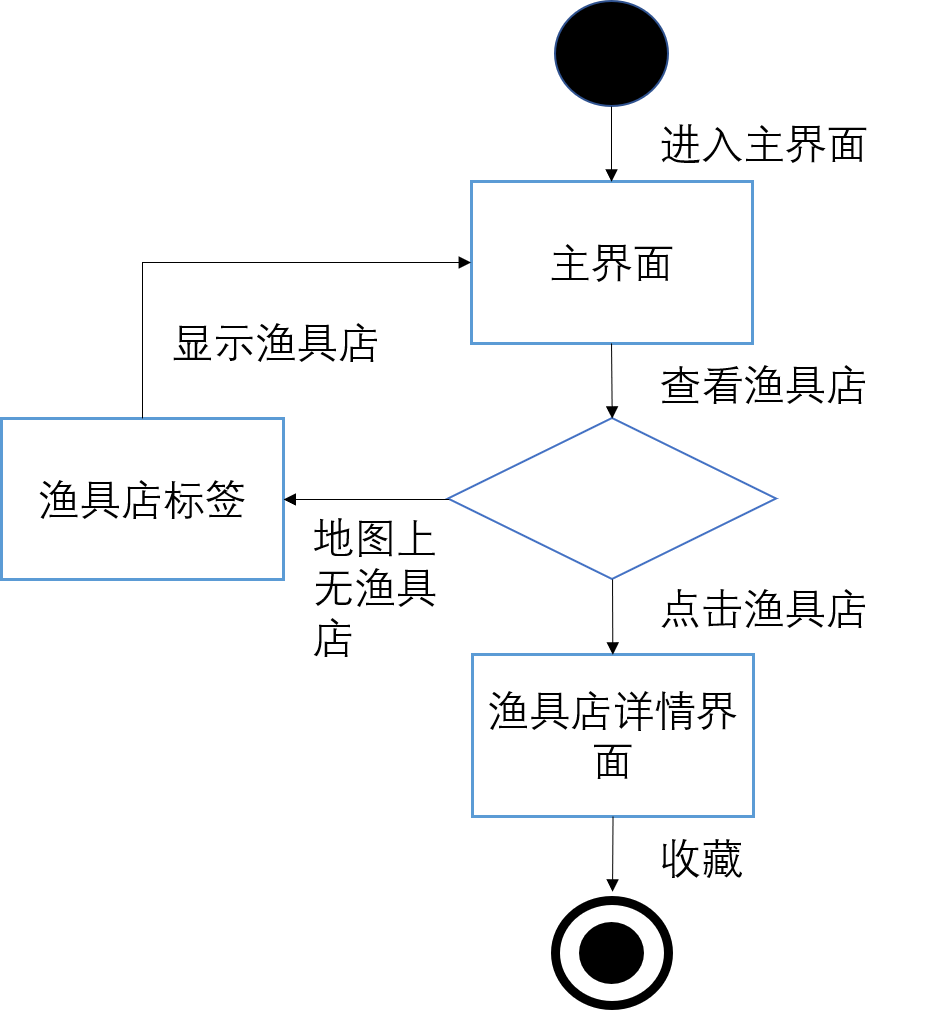 进入主界面
主界面
显示渔具店
查看渔具店
渔具店标签
地图上
无渔具
店
点击渔具店
渔具店详情界
面
收藏